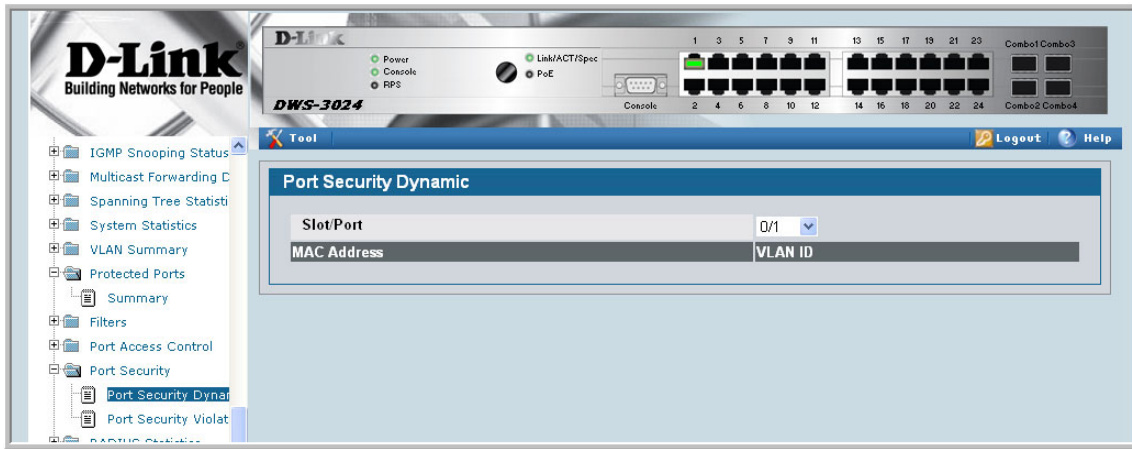 D-Link
Building Networks for People
D-Link
Power
Console
RPS
Link/ACT/Spec
PoE
DWS-3024
Console
1 3 5 7 9 11 13 15 17 19 21 23
2 4 6 8 10 12 14 16 18 20 22 24
Combo1 Combo3
Combo2 Combo4
Tool
Logout
Help
IGMP Snooping Status
Multicast Forwarding D
Spanning Tree Statisti
System Statistics
VLAN Summary
Protected Ports
Summary
Filters
Port Access Control
Port Security
Port Security Dynar
Port Security Violat
RADIUS Statistics
Port Security Dynamic
Slot/Port
0/1
MAC Address
VLAN ID